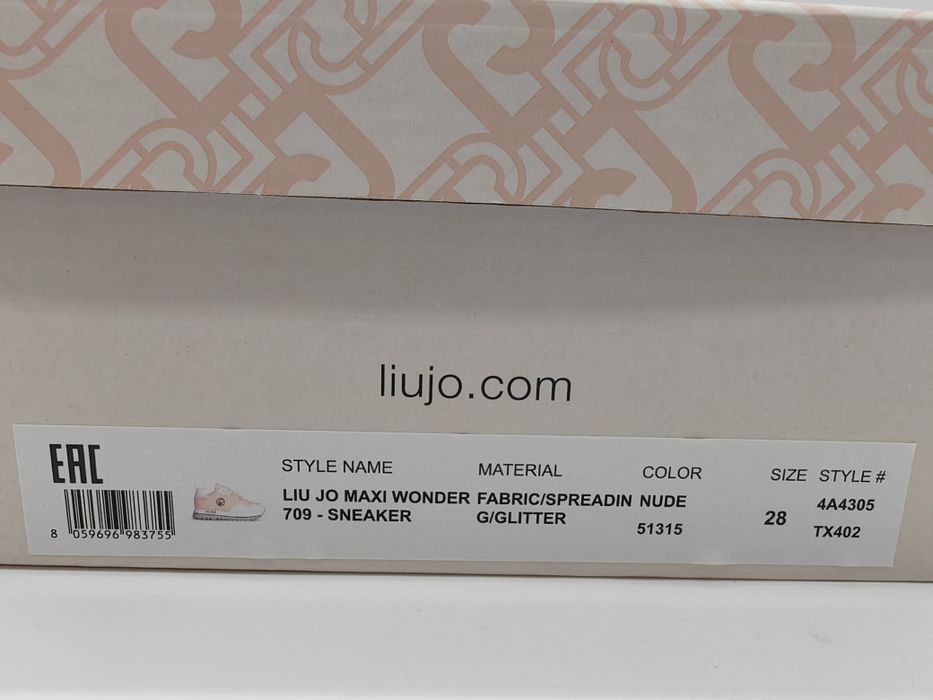 liujo.com
EAC
8 059696 983755
STYLE NAME MATERIAL COLOR SIZE STYLE #
LIU JO MAXI WONDER FABRIC/SPREADIN NUDE 28 4A4305
709 - SNEAKER G/GLITTER 51315 TX402